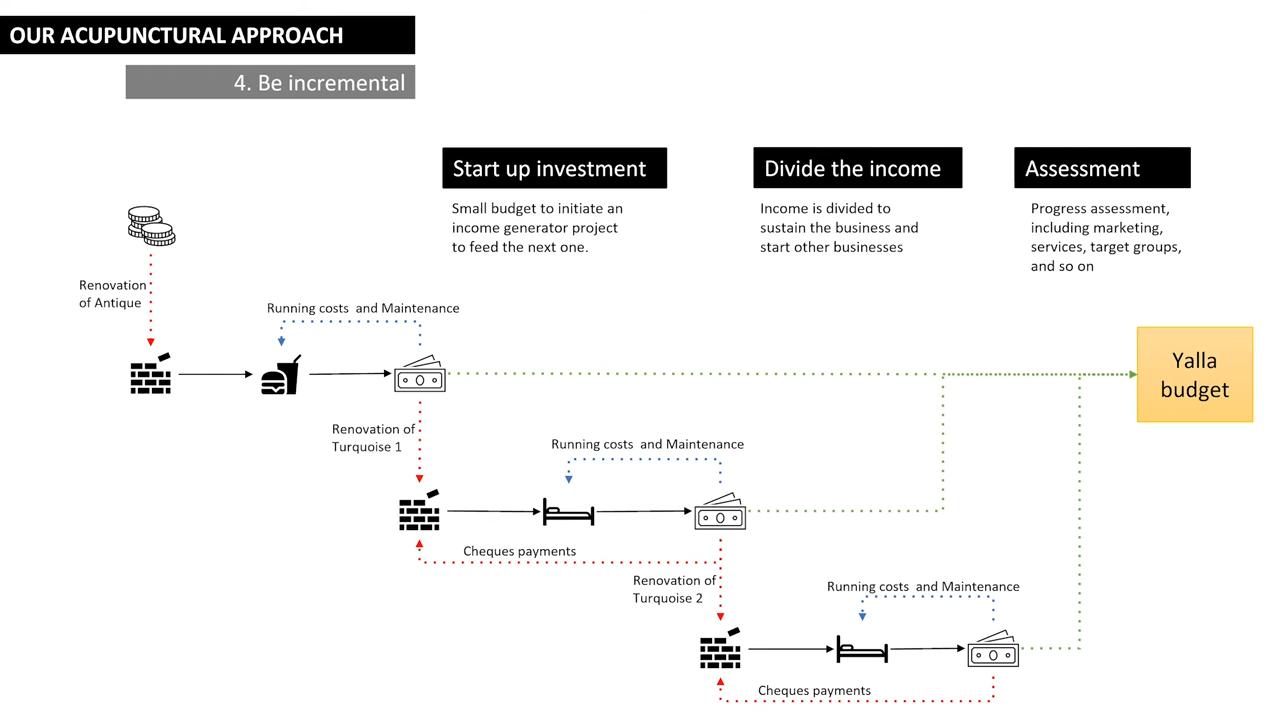 OUR ACUPUNCTURAL APPROACH
4. Be incremental
Start up investment
Small budget to initiate an
income generator project
to feed the next one.
Divide the income
Income is divided to
sustain the business and
start other businesses
Assessment
Progress assessment,
including marketing,
services, target groups,
and so on
Renovation
of Antique
Running costs and Maintenance
Yalla
budget
Renovation of
Turquoise 1
Running costs and Maintenance
Cheques payments
Renovation of
Turquoise 2
Running costs and Maintenance
Cheques payments